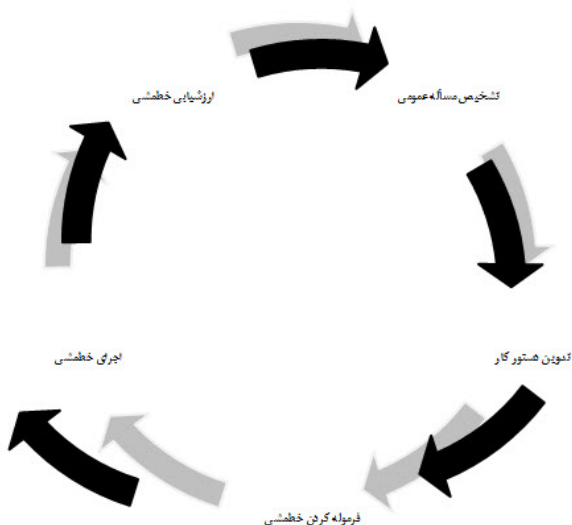 تشخیص مسأله عمومی
تدوین دستور کار
فرموله کردن خطمشی
اجرای خطمشی
ارزشیابی خطمشی